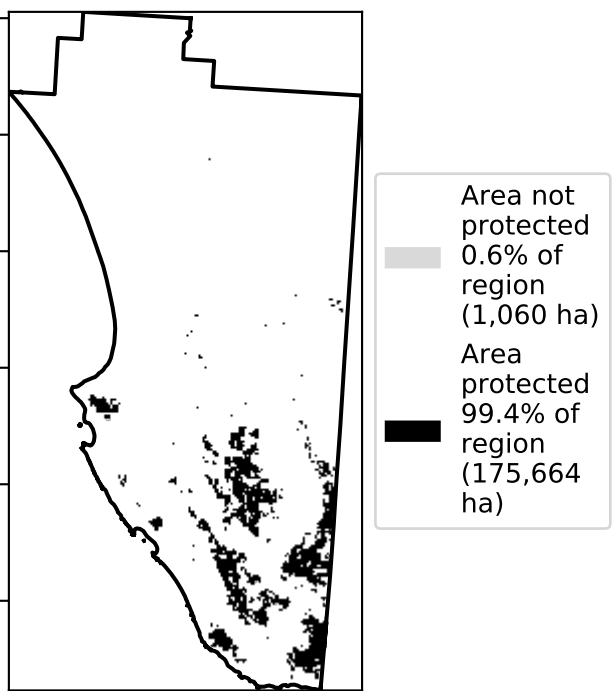 Area not
protected
0.6% of
region
(1,060 ha)
Area
protected
99.4% of
region
(175,664
ha)